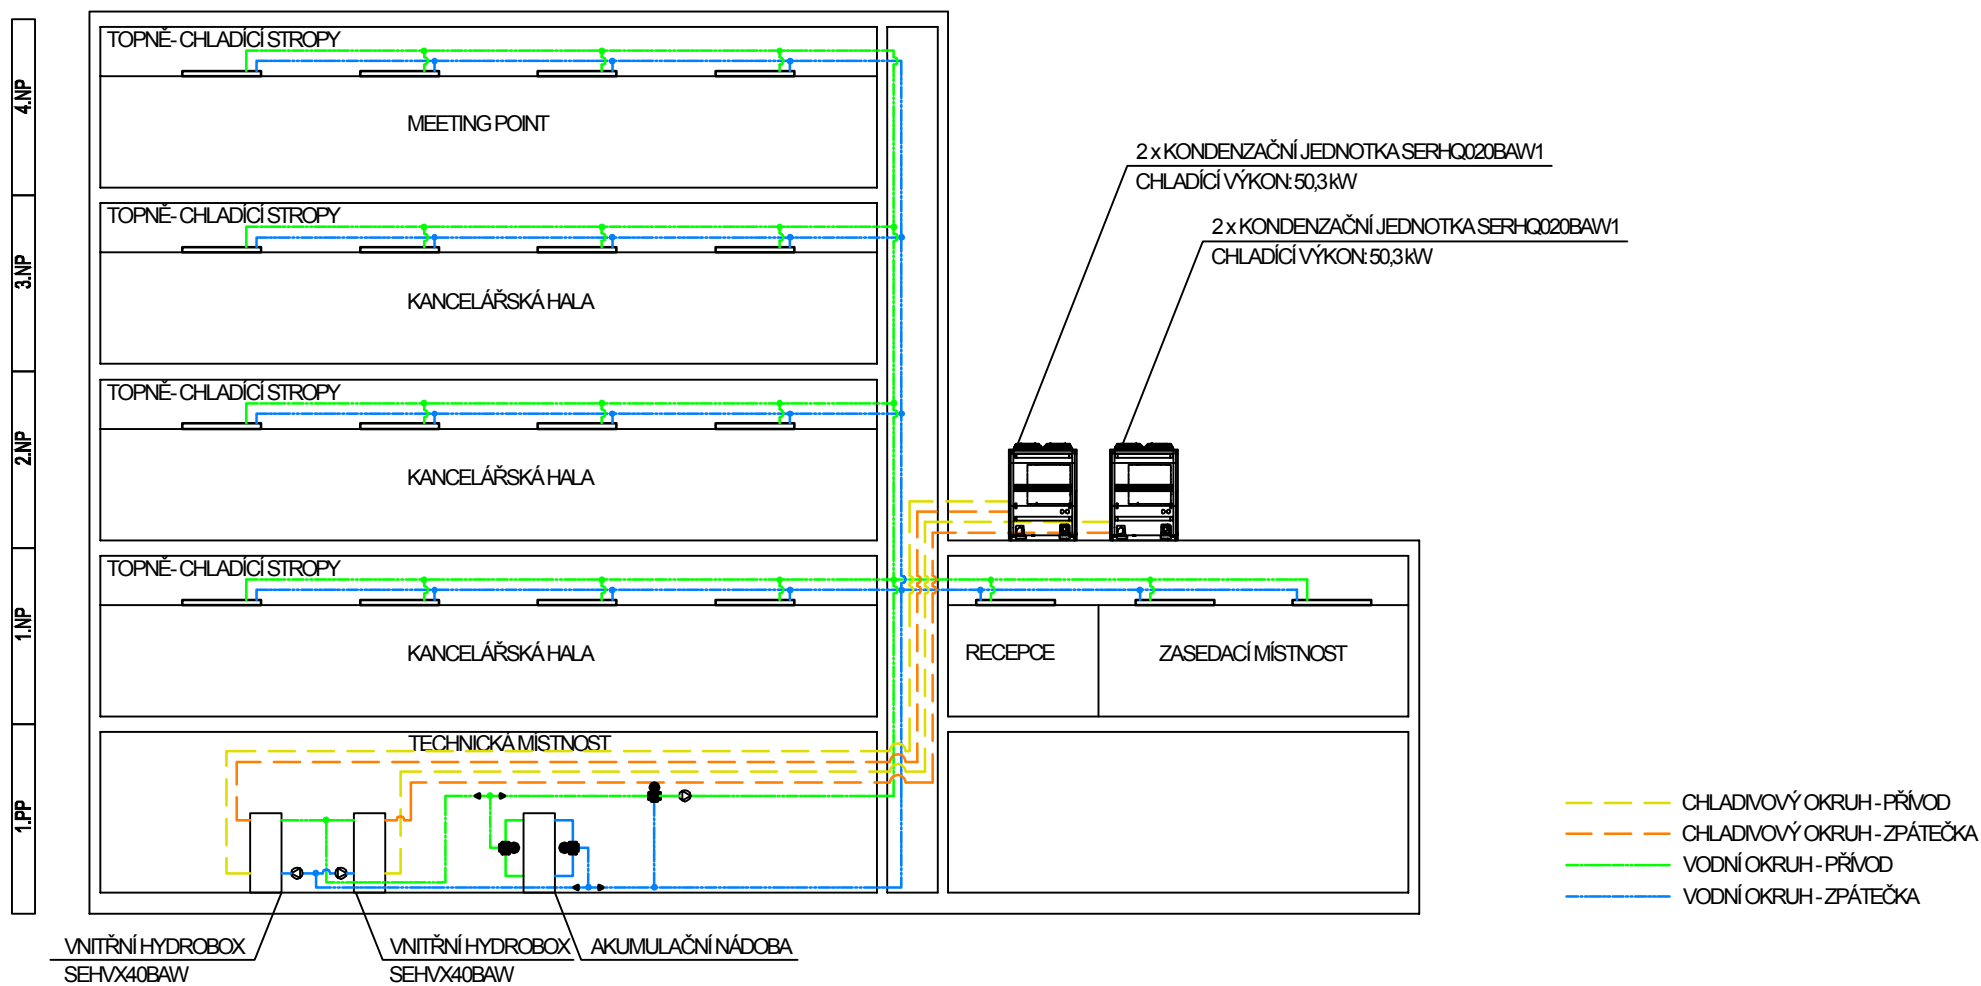 4.NP
TOPNĚ- CHLADÍCÍ STROPY
MEETING POINT
3.NP
TOPNĚ- CHLADÍCÍ STROPY
KANCELÁŘSKÁ HALA
2.NP
TOPNĚ- CHLADÍCÍ STROPY
KANCELÁŘSKÁ HALA
1.NP
TOPNĚ- CHLADÍCÍ STROPY
KANCELÁŘSKÁ HALA
RECEPCE
ZASEDACÍ MÍSTNOST
1.PP
TECHNICKÁ MÍSTNOST
2 x KONDENZAČNÍ JEDNOTKA SERHQ020BAW1
CHLADÍCÍ VÝKON: 50,3 kW
2 x KONDENZAČNÍ JEDNOTKA SERHQ020BAW1
CHLADÍCÍ VÝKON: 50,3 kW
VNITŘNÍ HYDROBOX
SEHVX40BAW
VNITŘNÍ HYDROBOX
SEHVX40BAW
AKUMULAČNÍ NÁDOBA
CHLADIVOVÝ OKRUH - PŘÍVOD
CHLADIVOVÝ OKRUH - ZPÁTEČKA
VODNÍ OKRUH - PŘÍVOD
VODNÍ OKRUH - ZPÁTEČKA